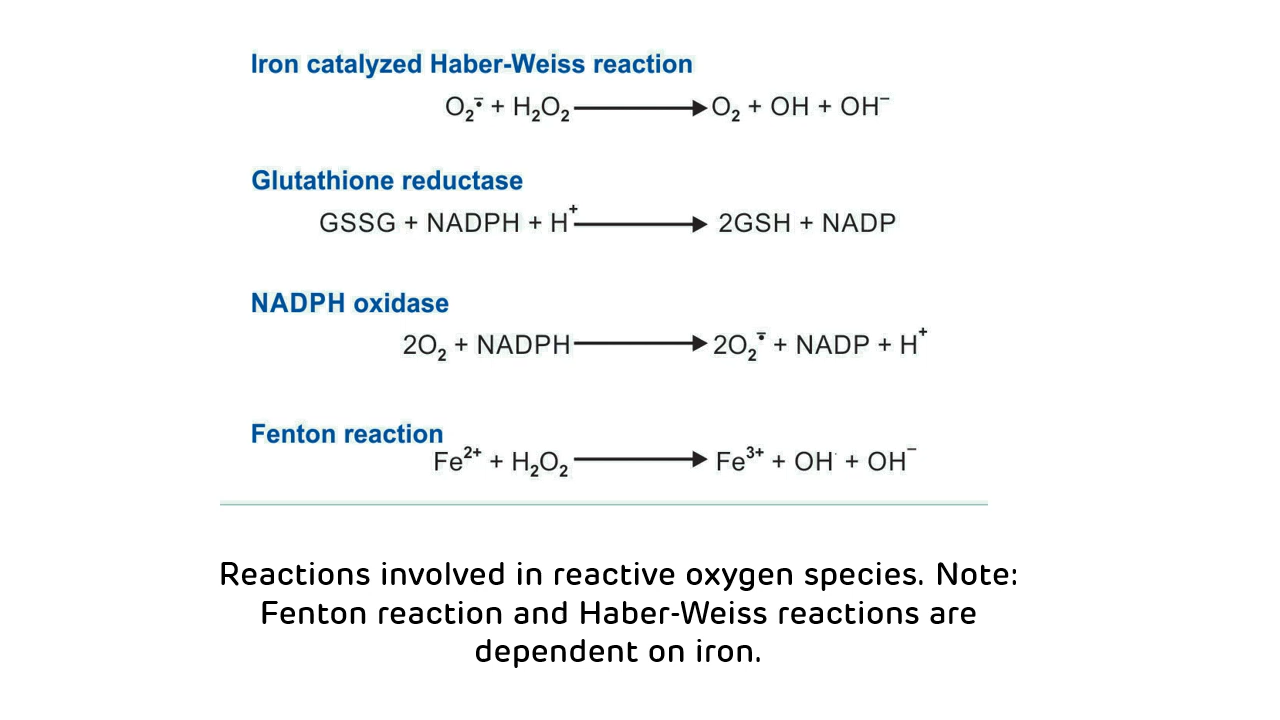 Iron catalyzed Haber-Weiss reaction
O₂⁻• + H₂O₂ ⟶ O₂ + OH + OH⁻
Glutathione reductase
GSSG + NADPH + H⁺ ⟶ 2GSH + NADP
NADPH oxidase
2O₂ + NADPH ⟶ 2O₂⁻• + NADP + H⁺
Fenton reaction
Fe²⁺ + H₂O₂ ⟶ Fe³⁺ + OH· + OH⁻
Reactions involved in reactive oxygen species. Note:
Fenton reaction and Haber-Weiss reactions are
dependent on iron.